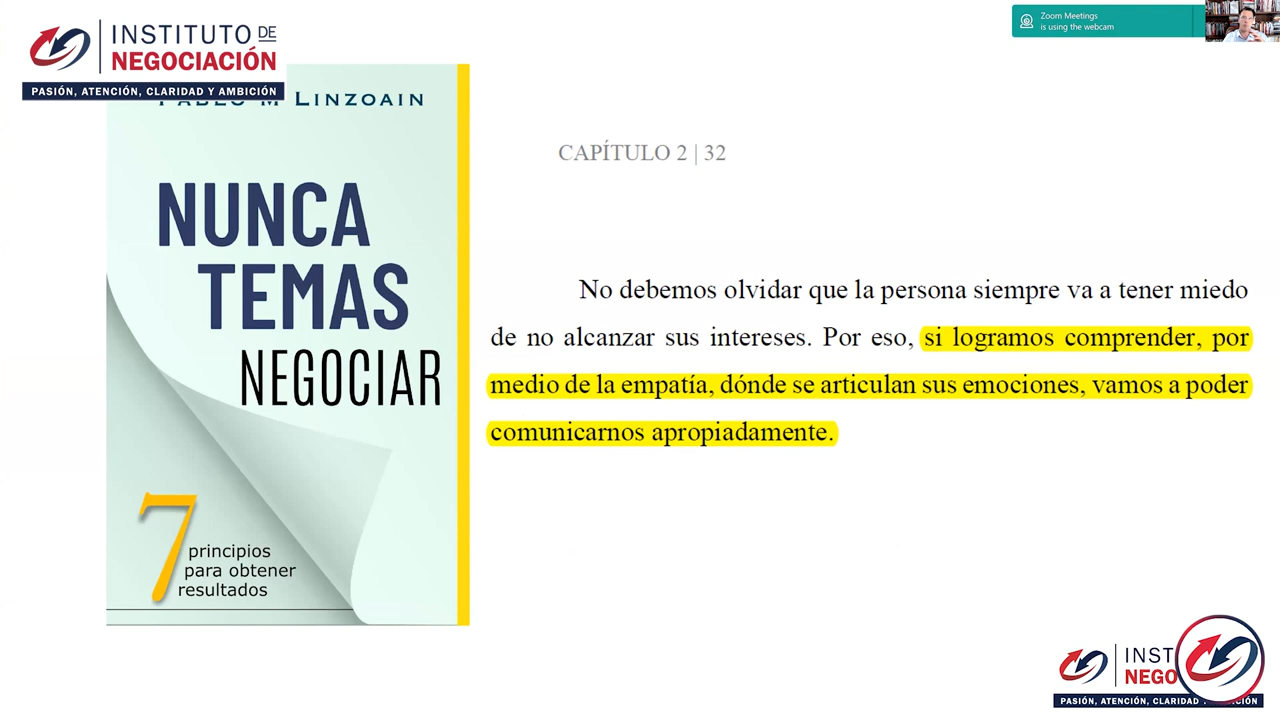 INSTITUTO DE
NEGOCIACIÓN
PASIÓN, ATENCIÓN, CLARIDAD Y AMBICIÓN
Zoom Meetings
is using the webcam
PABLO M LINZOAIN
NUNCA
TEMAS
NEGOCIAR
7
principios
para obtener
resultados
CAPÍTULO 2 | 32
No debemos olvidar que la persona siempre va a tener miedo
de no alcanzar sus intereses. Por eso, si logramos comprender, por
medio de la empatía, dónde se articulan sus emociones, vamos a poder
comunicarnos apropiadamente.
INST
NEGO
PASIÓN, ATENCIÓN, CLARIDAD